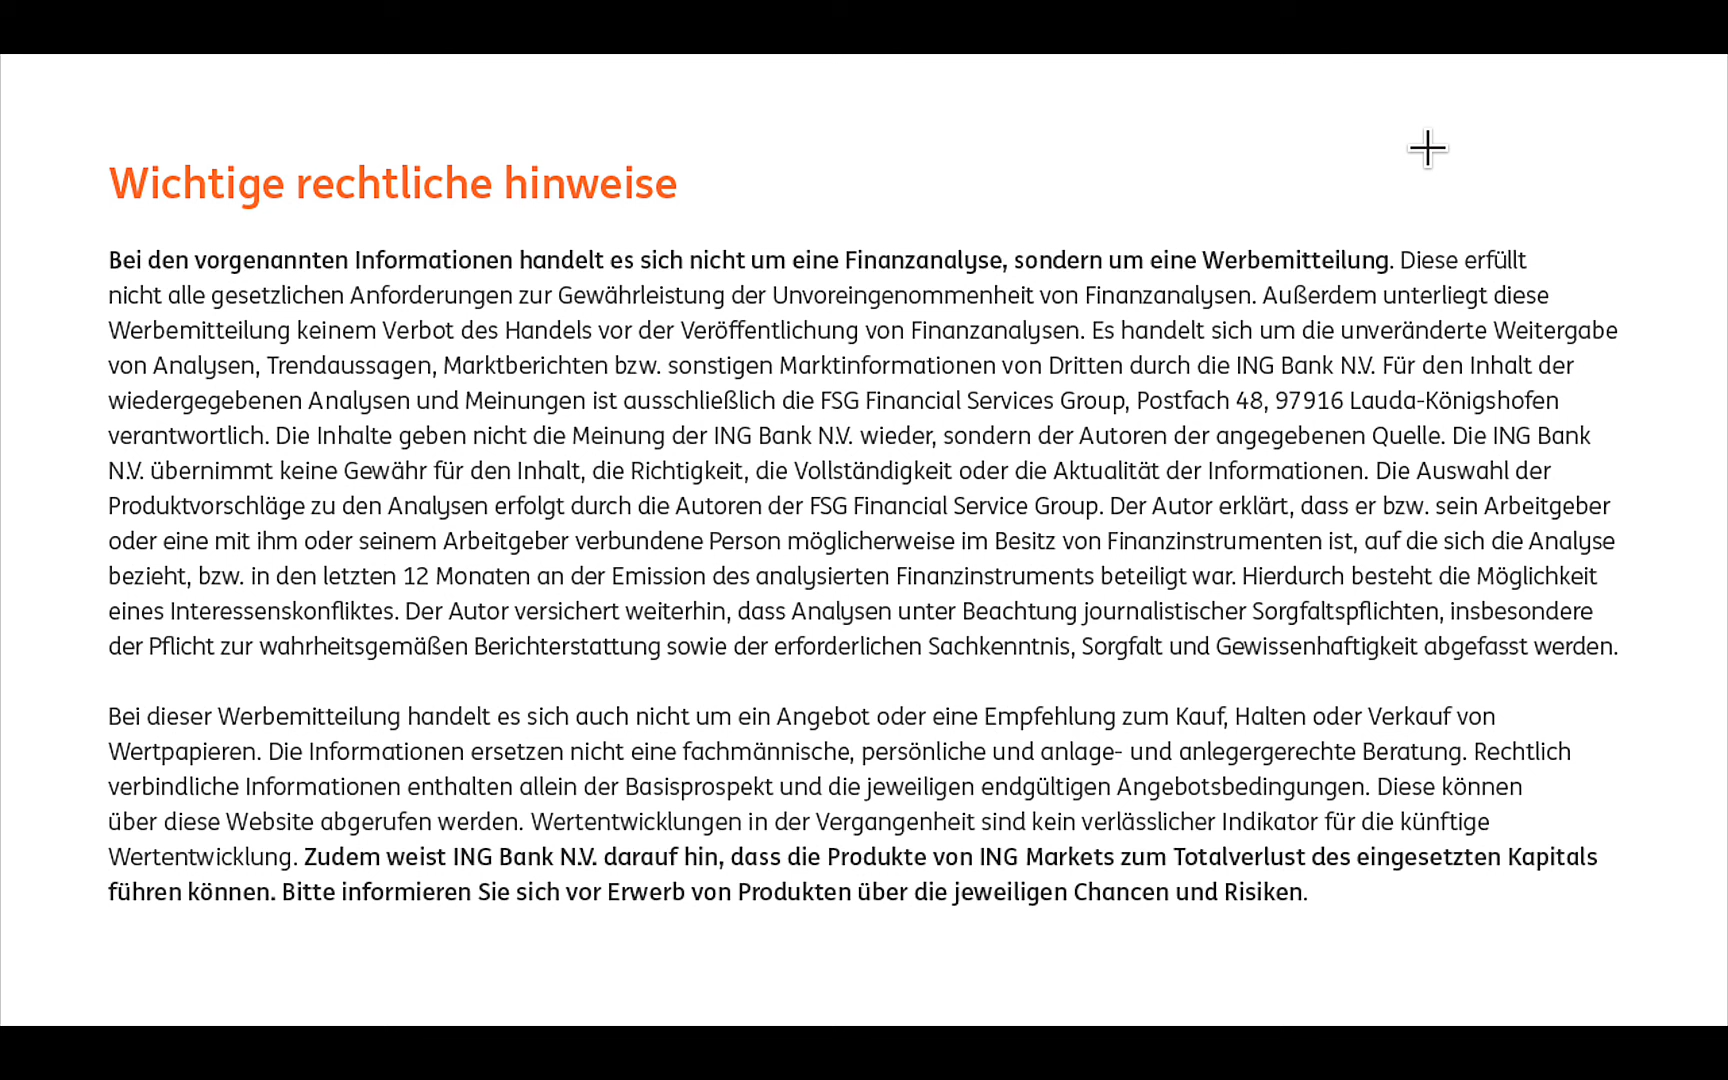 Wichtige rechtliche hinweise
Bei den vorgenannten Informationen handelt es sich nicht um eine Finanzanalyse, sondern um eine Werbemitteilung. Diese erfüllt
nicht alle gesetzlichen Anforderungen zur Gewährleistung der Unvoreingenommenheit von Finanzanalysen. Außerdem unterliegt diese
Werbemitteilung keinem Verbot des Handels vor der Veröffentlichung von Finanzanalysen. Es handelt sich um die unveränderte Weitergabe
von Analysen, Trendaussagen, Marktberichten bzw. sonstigen Marktinformationen von Dritten durch die ING Bank N.V. Für den Inhalt der
wiedergegebenen Analysen und Meinungen ist ausschließlich die FSG Financial Services Group, Postfach 48, 97916 Lauda-Königshofen
verantwortlich. Die Inhalte geben nicht die Meinung der ING Bank N.V. wieder, sondern der Autoren der angegebenen Quelle. Die ING Bank
N.V. übernimmt keine Gewähr für den Inhalt, die Richtigkeit, die Vollständigkeit oder die Aktualität der Informationen. Die Auswahl der
Produktvorschläge zu den Analysen erfolgt durch die Autoren der FSG Financial Service Group. Der Autor erklärt, dass er bzw. sein Arbeitgeber
oder eine mit ihm oder seinem Arbeitgeber verbundene Person möglicherweise im Besitz von Finanzinstrumenten ist, auf die sich die Analyse
bezieht, bzw. in den letzten 12 Monaten an der Emission des analysierten Finanzinstruments beteiligt war. Hierdurch besteht die Möglichkeit
eines Interessenskonfliktes. Der Autor versichert weiterhin, dass Analysen unter Beachtung journalistischer Sorgfaltspflichten, insbesondere
der Pflicht zur wahrheitsgemäßen Berichterstattung sowie der erforderlichen Sachkenntnis, Sorgfalt und Gewissenhaftigkeit abgefasst werden.
Bei dieser Werbemitteilung handelt es sich auch nicht um ein Angebot oder eine Empfehlung zum Kauf, Halten oder Verkauf von
Wertpapieren. Die Informationen ersetzen nicht eine fachmännische, persönliche und anlage- und anlegergerechte Beratung. Rechtlich
verbindliche Informationen enthalten allein der Basisprospekt und die jeweiligen endgültigen Angebotsbedingungen. Diese können
über diese Website abgerufen werden. Wertentwicklungen in der Vergangenheit sind kein verlässlicher Indikator für die künftige
Wertentwicklung. Zudem weist ING Bank N.V. darauf hin, dass die Produkte von ING Markets zum Totalverlust des eingesetzten Kapitals
führen können. Bitte informieren Sie sich vor Erwerb von Produkten über die jeweiligen Chancen und Risiken.